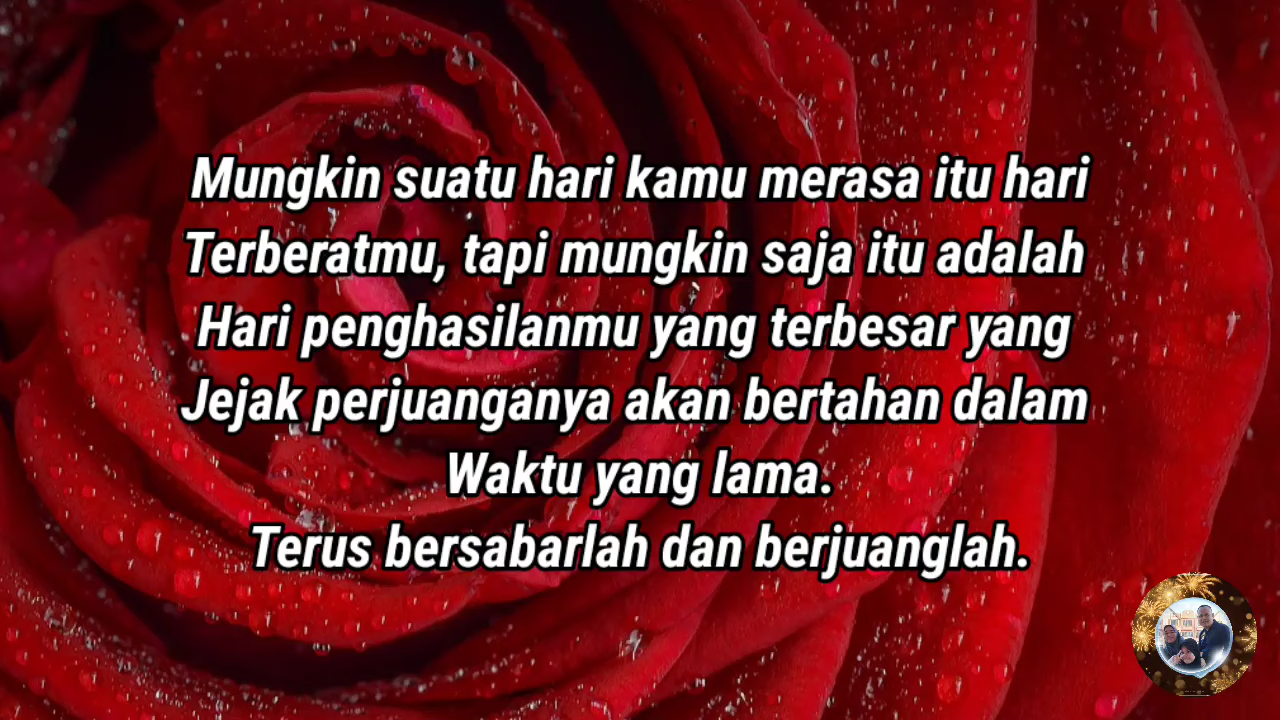 Mungkin suatu hari kamu merasa itu hari
Terberatmu, tapi mungkin saja itu adalah
Hari penghasilanmu yang terbesar yang
Jejak perjuanganya akan bertahan dalam
Waktu yang lama.
Terus bersabarlah dan berjuanglah.